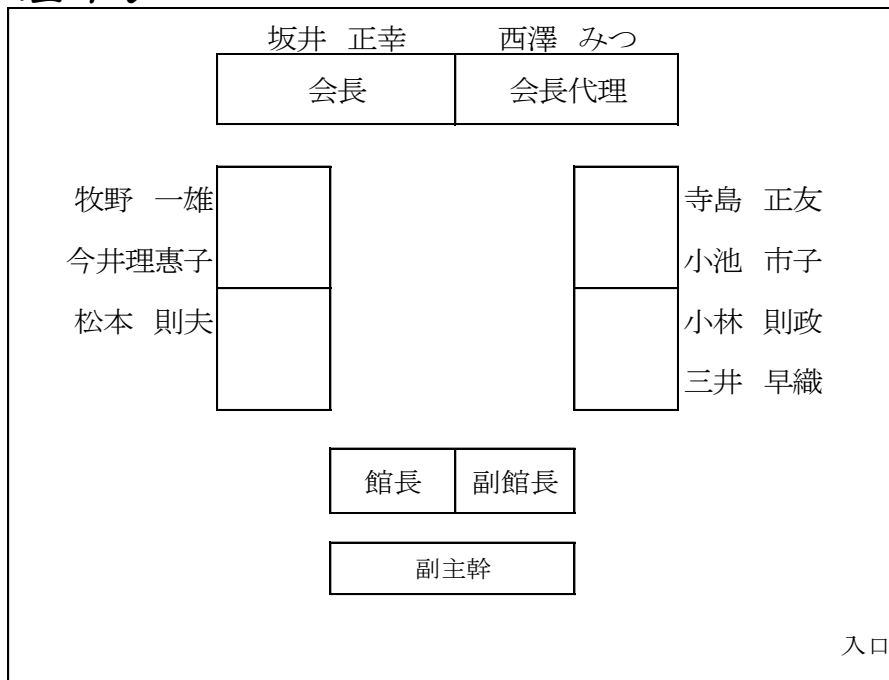 坂井 正幸 西澤 みつ
会長 会長代理
牧野 一雄 寺島 正友
今井理惠子 小池 市子
松本 則夫 小林 則政
三井 早織
館長 副館長
副主幹
入口